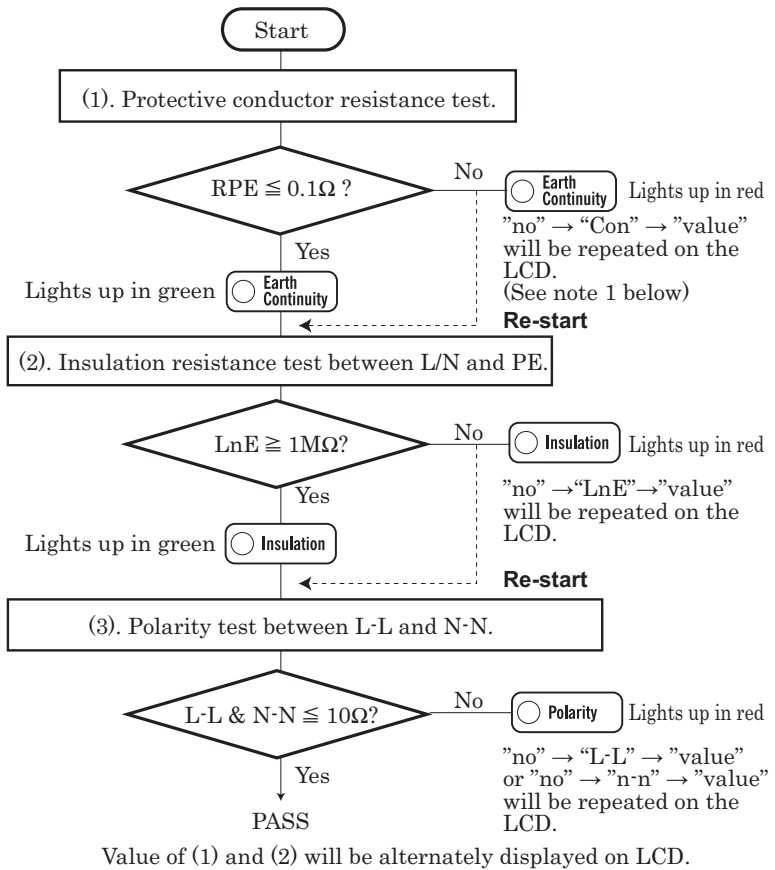 Start
(1). Protective conductor resistance test.
RPE ≦ 0.1Ω ?
No
Earth
Continuity
Lights up in red
”no” → “Con” → ”value”
will be repeated on the
LCD.
(See note 1 below)
Yes
Lights up in green
Earth
Continuity
Re-start
(2). Insulation resistance test between L/N and PE.
LnE ≧ 1MΩ?
No
Insulation
Lights up in red
”no” →“LnE”→”value”
will be repeated on the
LCD.
Yes
Lights up in green
Insulation
Re-start
(3). Polarity test between L-L and N-N.
L-L & N-N ≦ 10Ω?
No
Polarity
Lights up in red
”no” → “L-L” → ”value”
or ”no” → ”n-n” → ”value”
will be repeated on the
LCD.
Yes
PASS
Value of (1) and (2) will be alternately displayed on LCD.